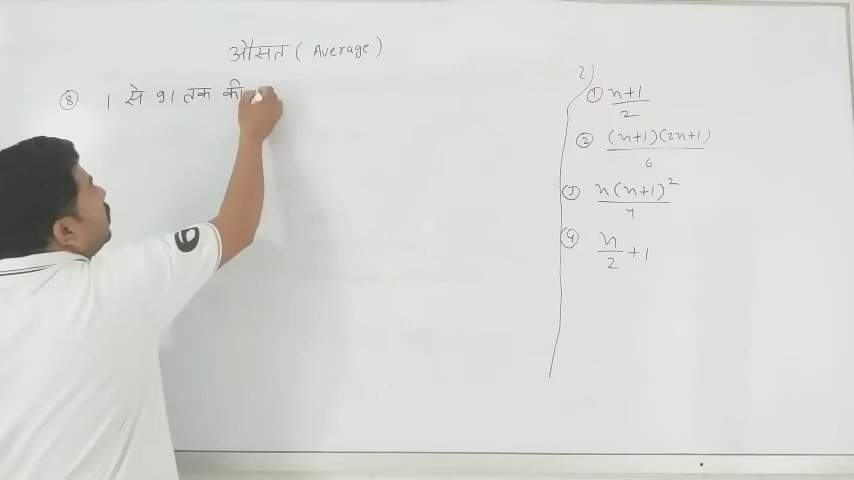 औसत ( Average )
⑧ 1 से 91 तक की
2)
① n+1/2
② (n+1)(2n+1)/6
③ n(n+1)²/4
④ n/2 +1